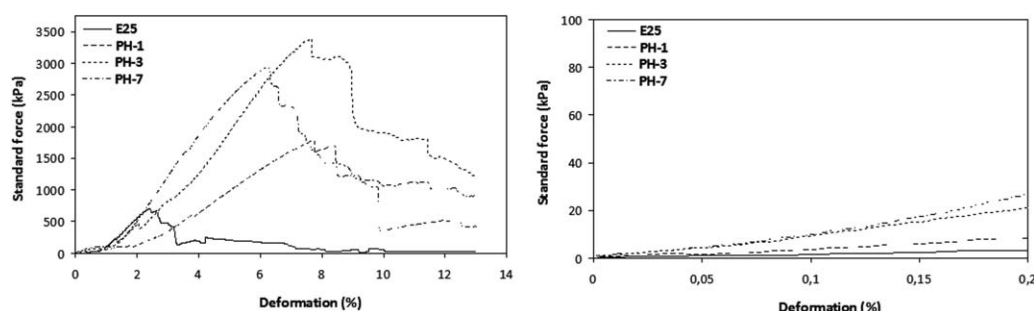 Standard force (kPa)
3500
3000
2500
2000
1500
1000
500
0
E25
PH-1
PH-3
PH-7
0 2 4 6 8 10 12 14
Deformation (%)
Standard force (kPa)
100
80
60
40
20
0
E25
PH-1
PH-3
PH-7
0 0,05 0,1 0,15 0,2
Deformation (%)